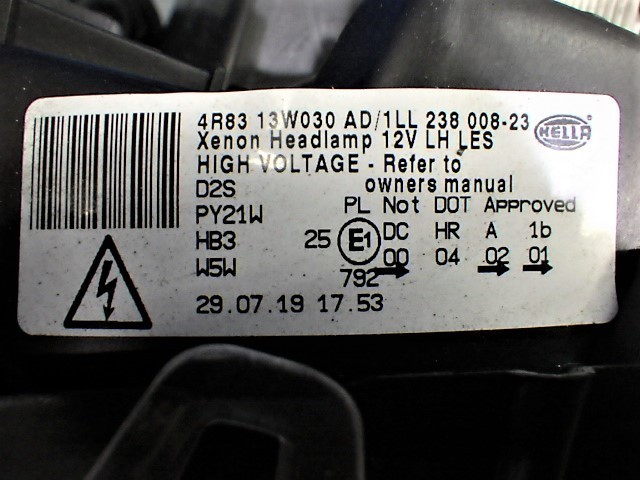 4R83 13W030 AD/1LL 238 008-23
HELLA
Xenon Headlamp 12V LH LES
HIGH VOLTAGE - Refer to
owners manual
D2S
PL Not DOT Approved
PY21W
DC HR A 1b
HB3 25 E1
00 04 02 01
W5W
792
29.07.19 17.53